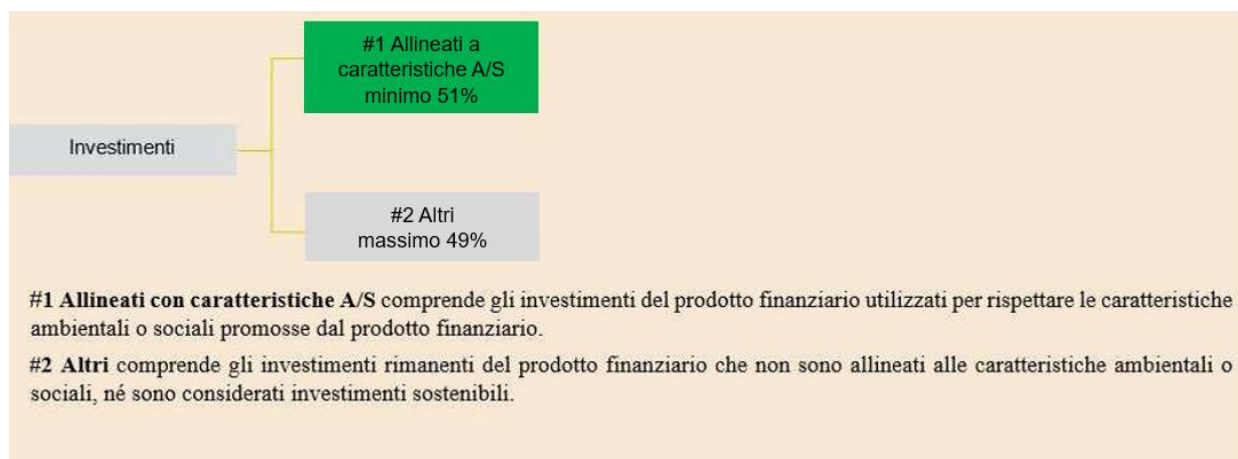 #1 Allineati a
caratteristiche A/S
minimo 51%
Investimenti
#2 Altri
massimo 49%
#1 Allineati con caratteristiche A/S comprende gli investimenti del prodotto finanziario utilizzati per rispettare le caratteristiche
ambientali o sociali promosse dal prodotto finanziario.
#2 Altri comprende gli investimenti rimanenti del prodotto finanziario che non sono allineati alle caratteristiche ambientali o
sociali, né sono considerati investimenti sostenibili.